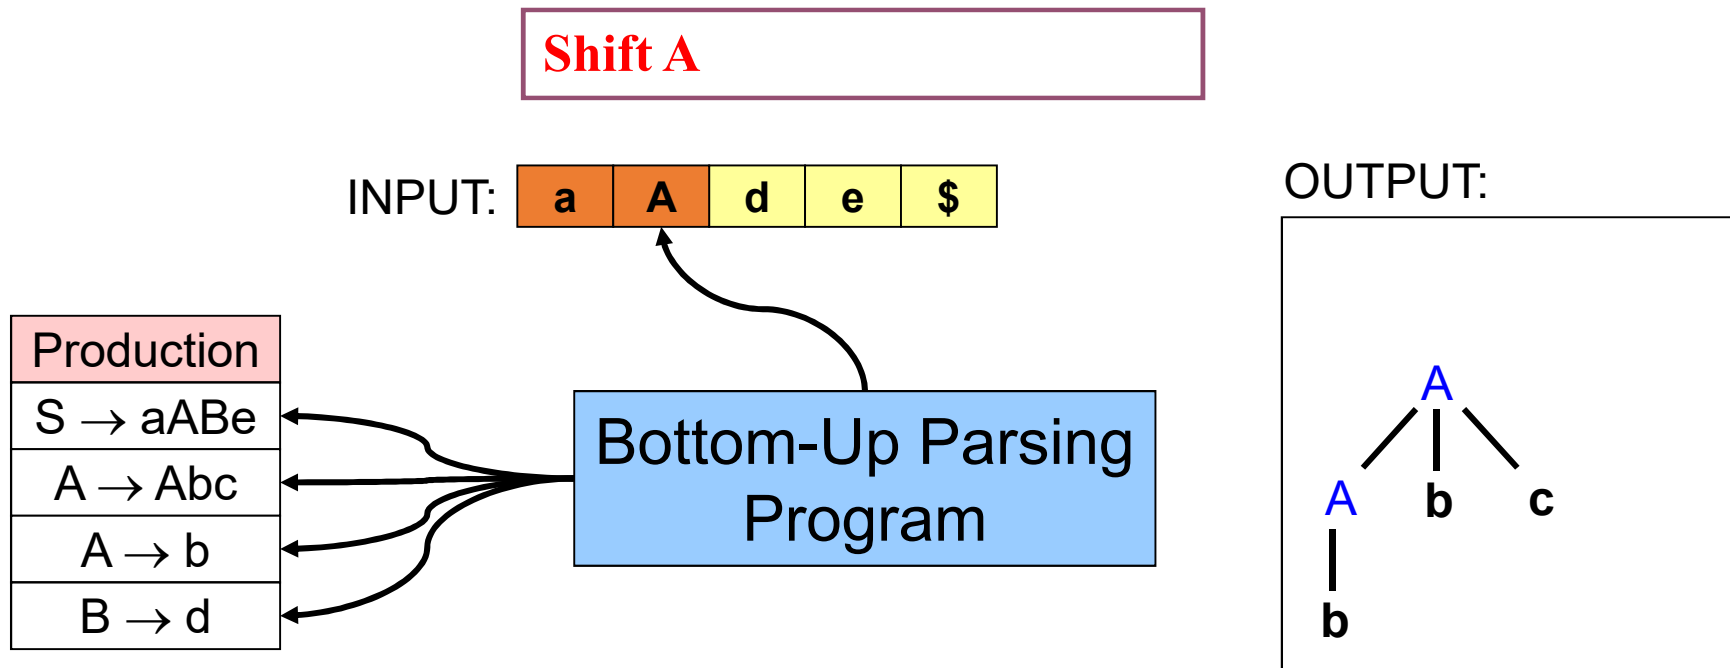 Shift A
INPUT: a A d e $
OUTPUT:
Production
S → aABe
A → Abc
A → b
B → d
Bottom-Up Parsing
Program
A
A b c
b